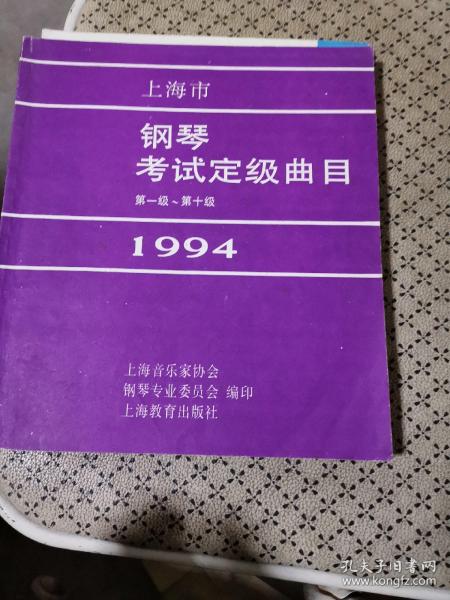 上海市
钢琴
考试定级曲目
第一级~第十级
1994
上海音乐家协会
钢琴专业委员会 编印
上海教育出版社
孔夫子旧书网
www.kongfz.com